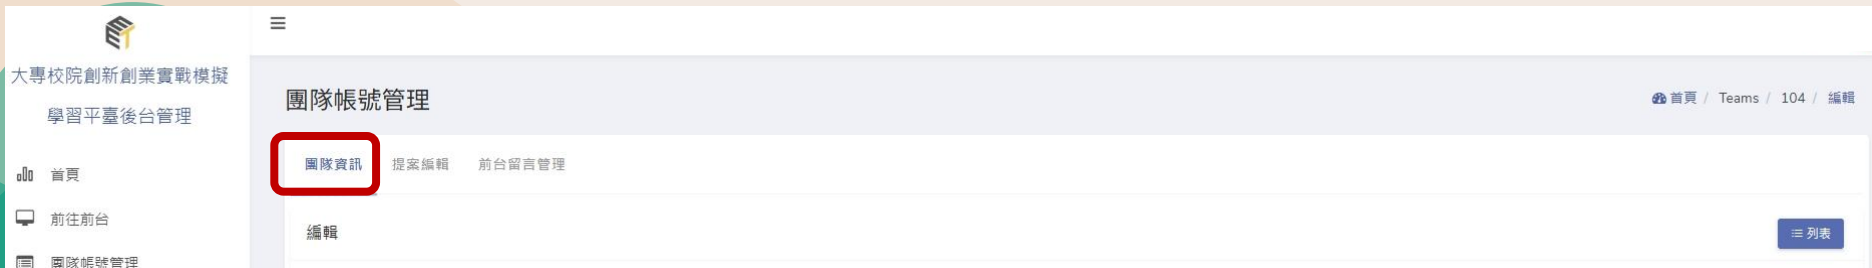 大專校院創新創業實戰模擬
學習平臺後台管理
首頁
前往前台
團隊帳號管理
團隊帳號管理
首頁 / Teams / 104 / 編輯
團隊資訊 提案編輯 前台留言管理
編輯
列表